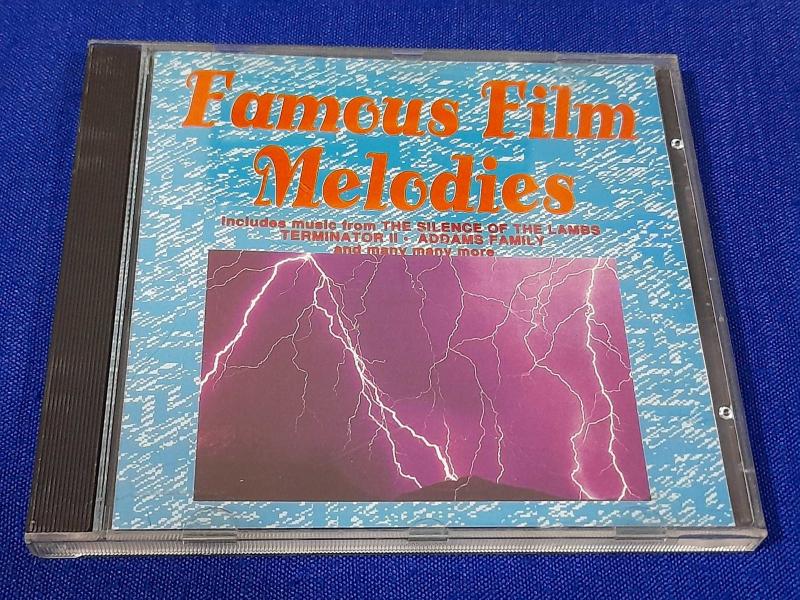 Famous Film
Melodies
Includes music from THE SILENCE OF THE LAMBS
TERMINATOR II · ADDAMS FAMILY
and many many more